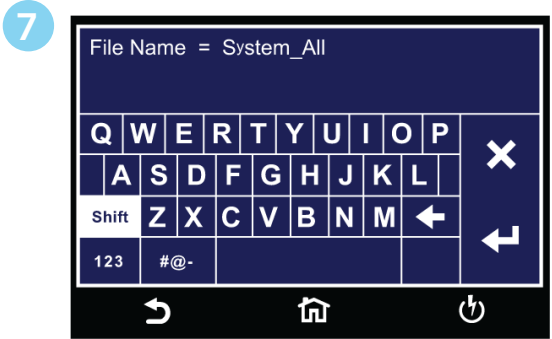 7
File Name = System_All
Q W E R T Y U I O P
A S D F G H J K L
Shift Z X C V B N M
123 #@-